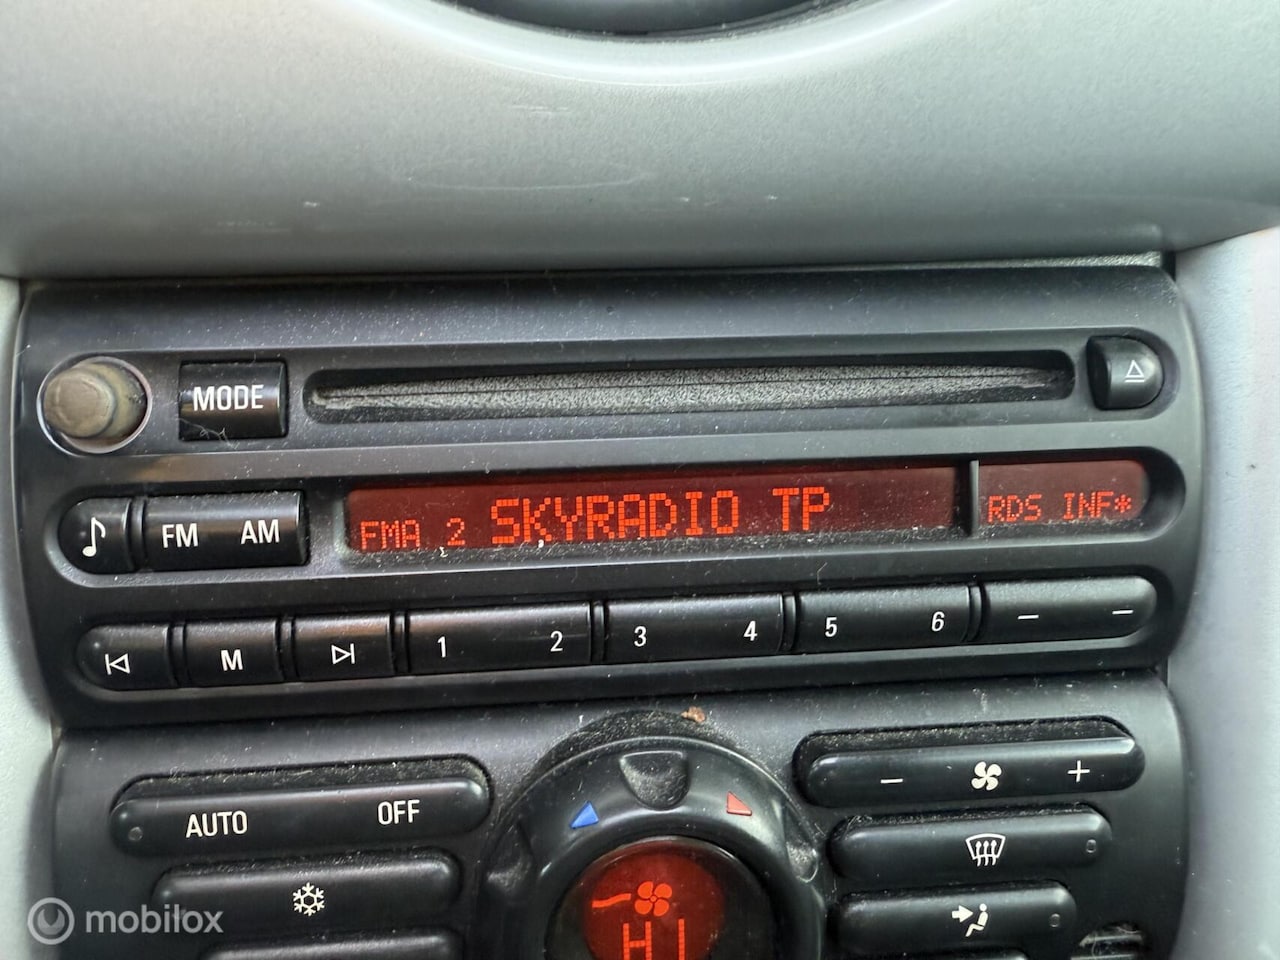 MODE
FMA 2 SKYRADIO TP RDS INF*
FM AM
M 1 2 3 4 5 6 — —
AUTO OFF
− +
HI
mobilox